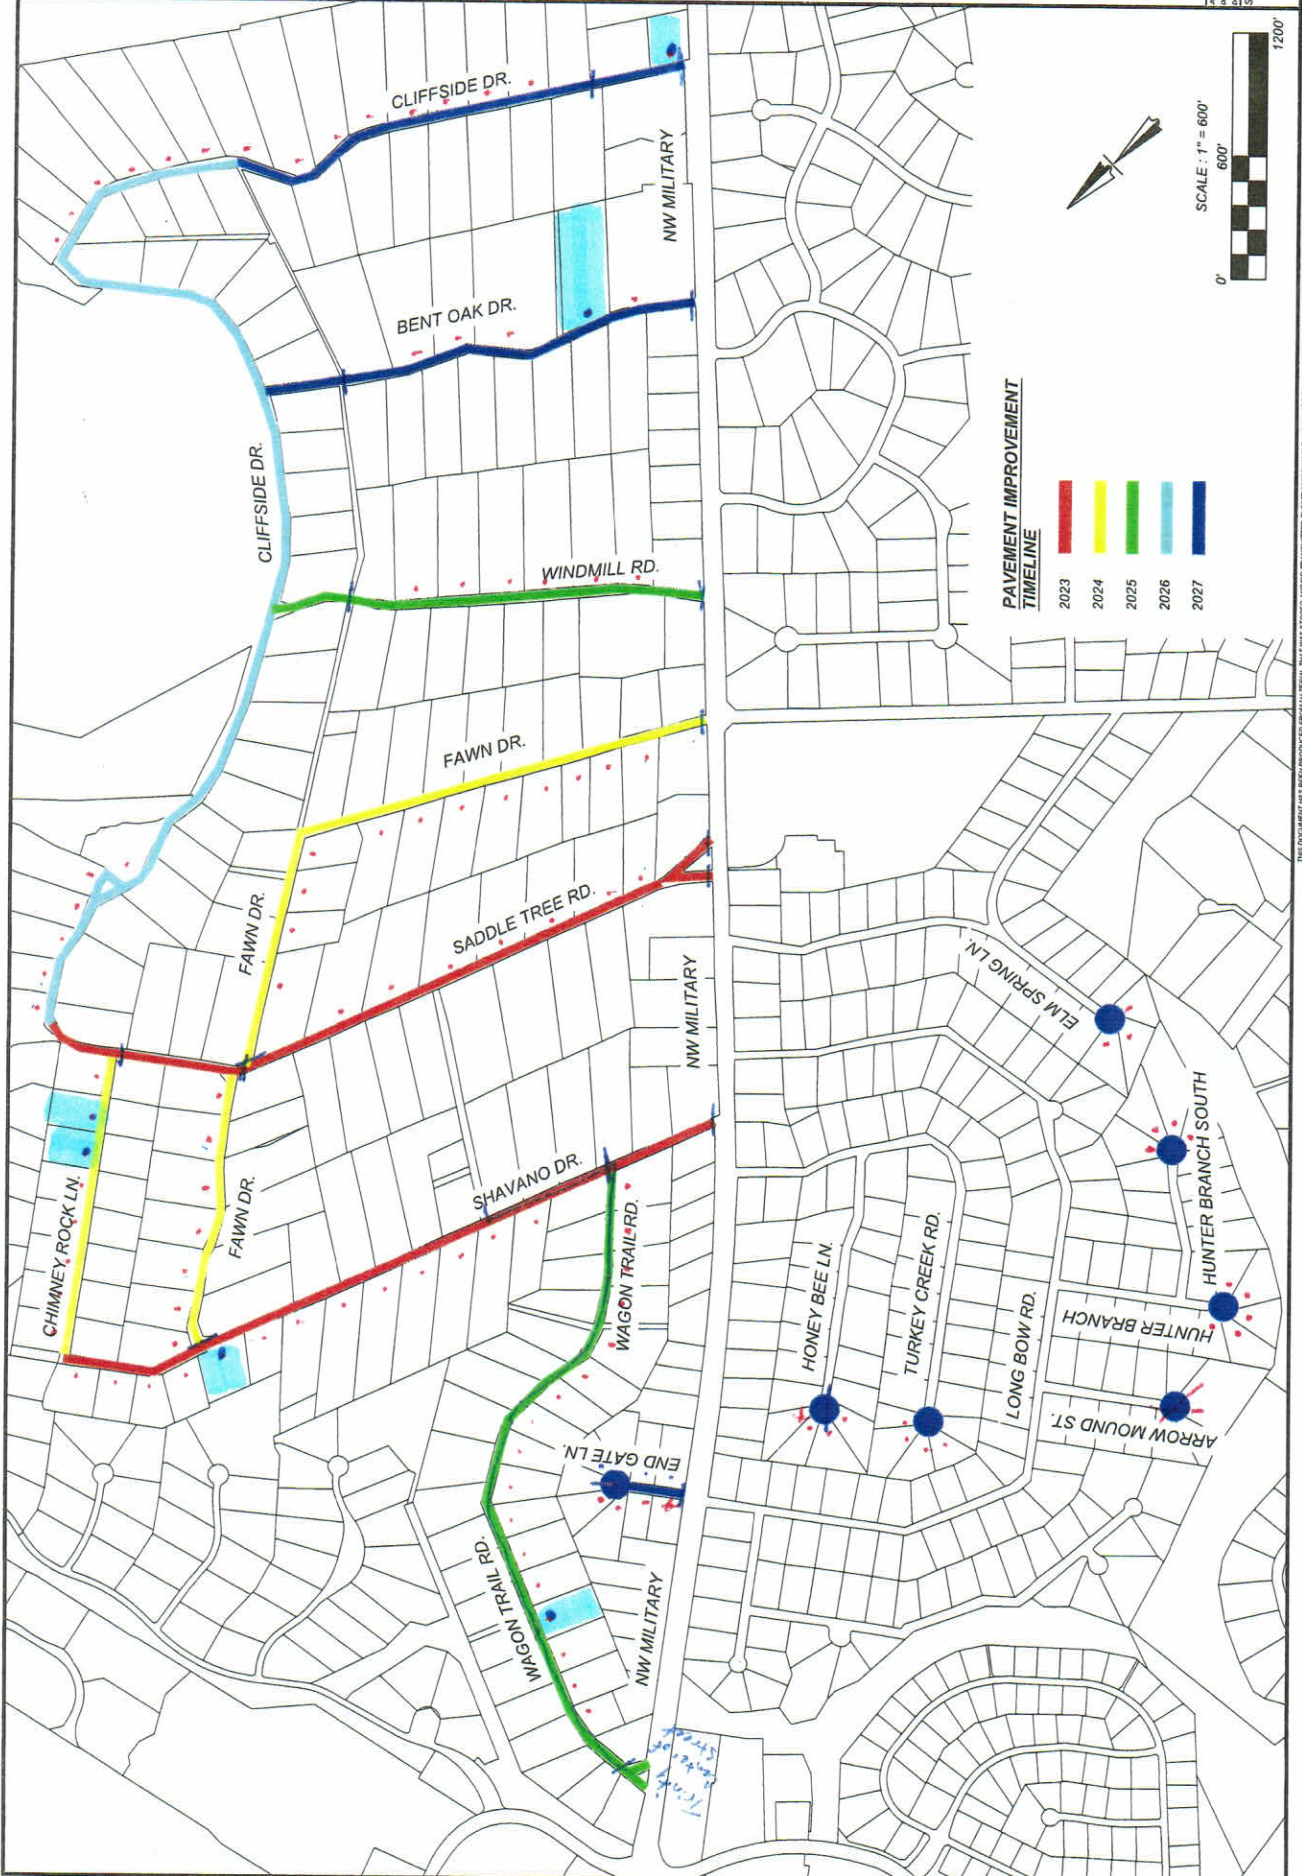 CLIFFSIDE DR.
NW MILITARY
BENT OAK DR.
CLIFFSIDE DR.
WINDMILL RD.
FAWN DR.
FAWN DR.
SADDLE TREE RD.
NW MILITARY
CHIMNEY ROCK LN.
FAWN DR.
SHAVANO DR.
WAGON TRAIL RD.
END GATE LN.
WAGON TRAIL RD.
NW MILITARY
center of
street
ELM SPRING LN.
HUNTER BRANCH SOUTH
HUNTER BRANCH
HONEY BEE LN.
TURKEY CREEK RD.
LONG BOW RD.
ARROW MOUND ST.
SCALE : 1" = 600'
0' 600' 1200'
PAVEMENT IMPROVEMENT
TIMELINE
2023
2024
2025
2026
2027